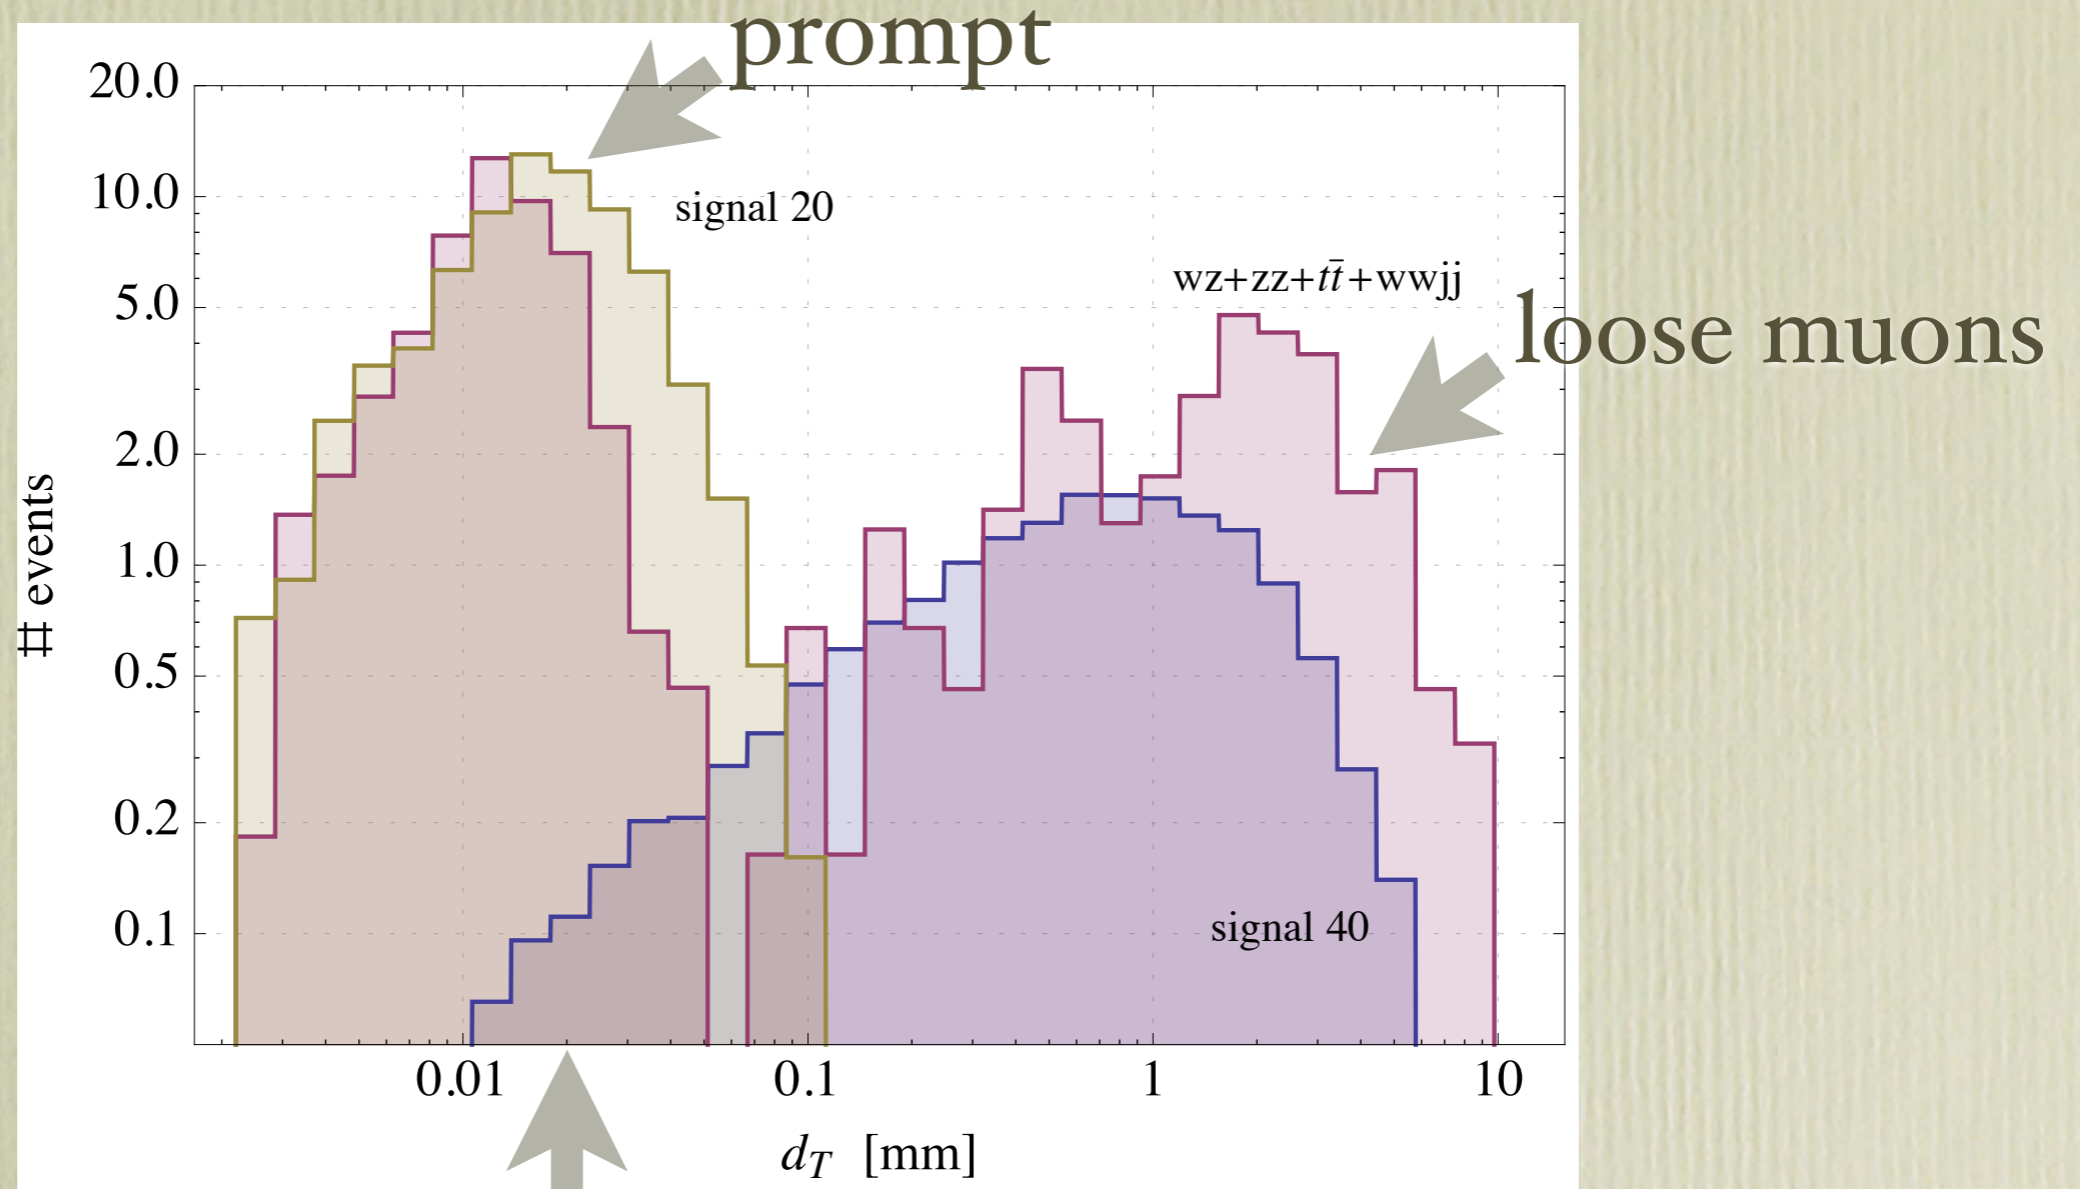 prompt
20.0
10.0
5.0
2.0
1.0
0.5
0.2
0.1
# events
signal 20
wz+zz+tt̄+wwjj
loose muons
signal 40
0.01 0.1 1 10
d_T [mm]